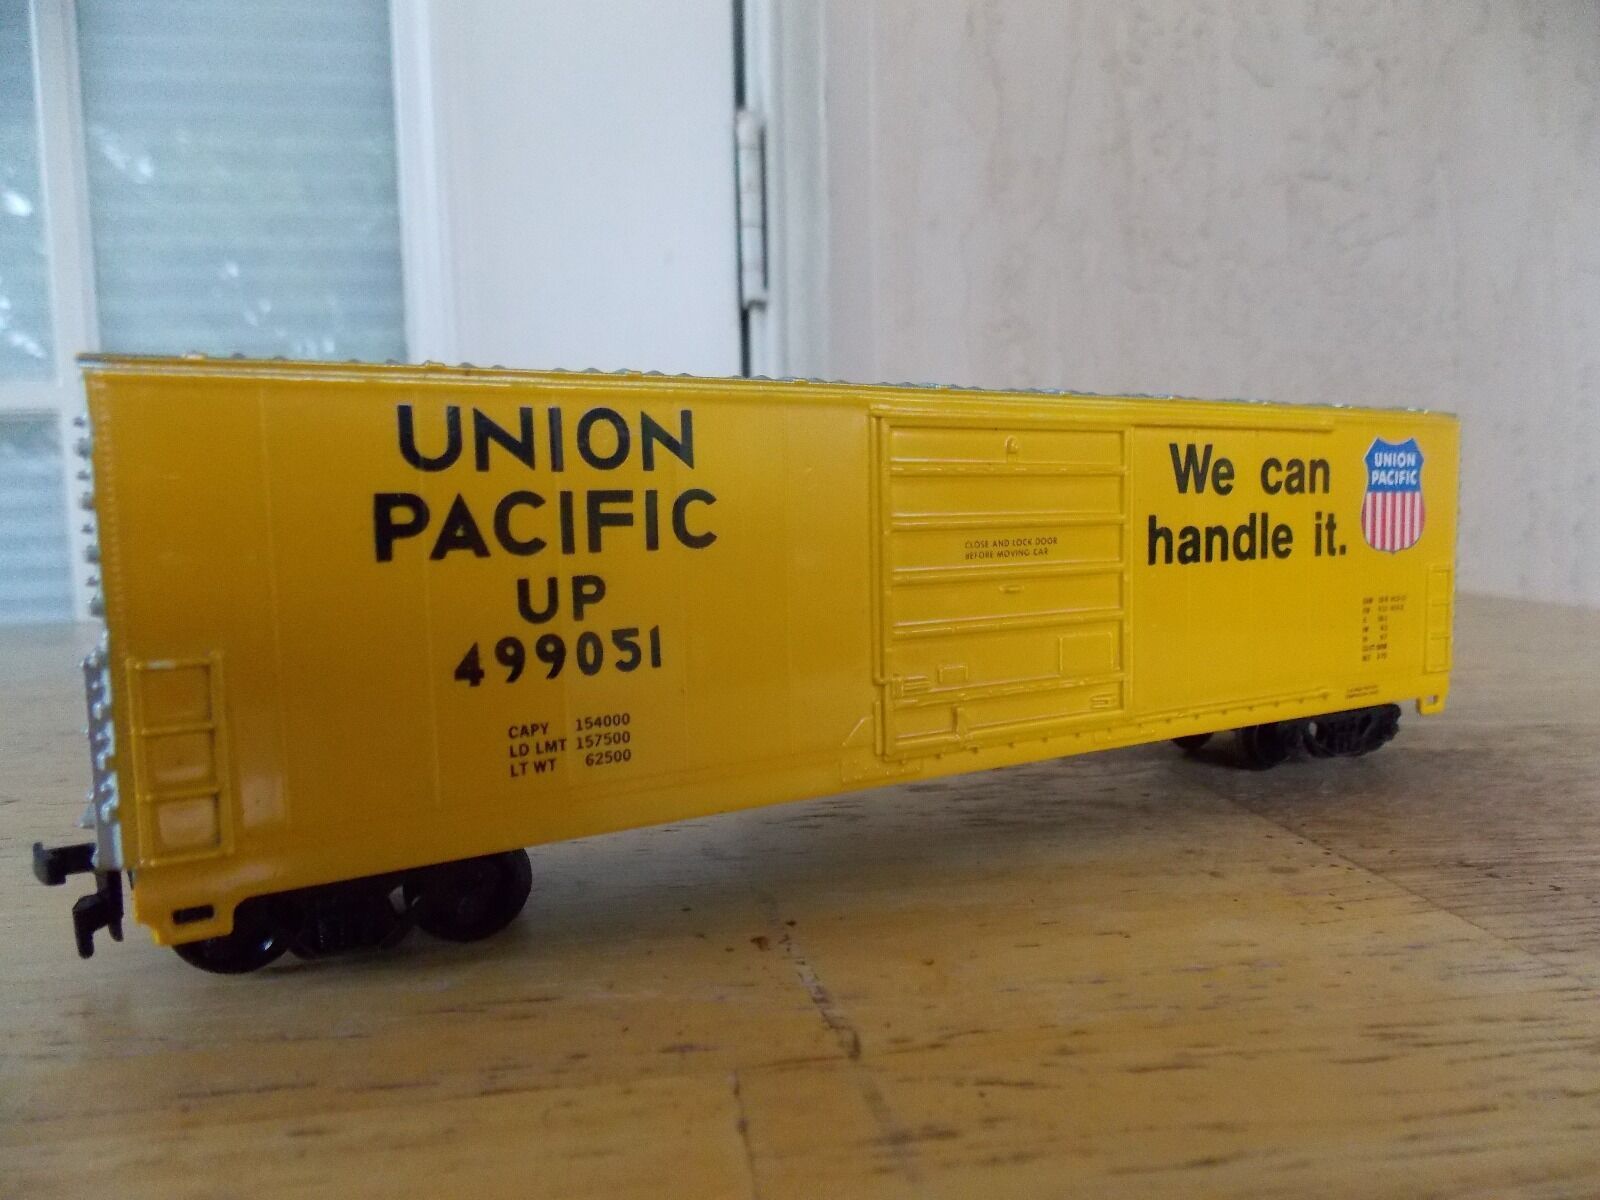 UNION
PACIFIC
UP
499051
CAPY 154000
LD LMT 157500
LT WT 62500
CLOSE AND LOCK DOOR
BEFORE MOVING CAR
We can
handle it.
UNION
PACIFIC